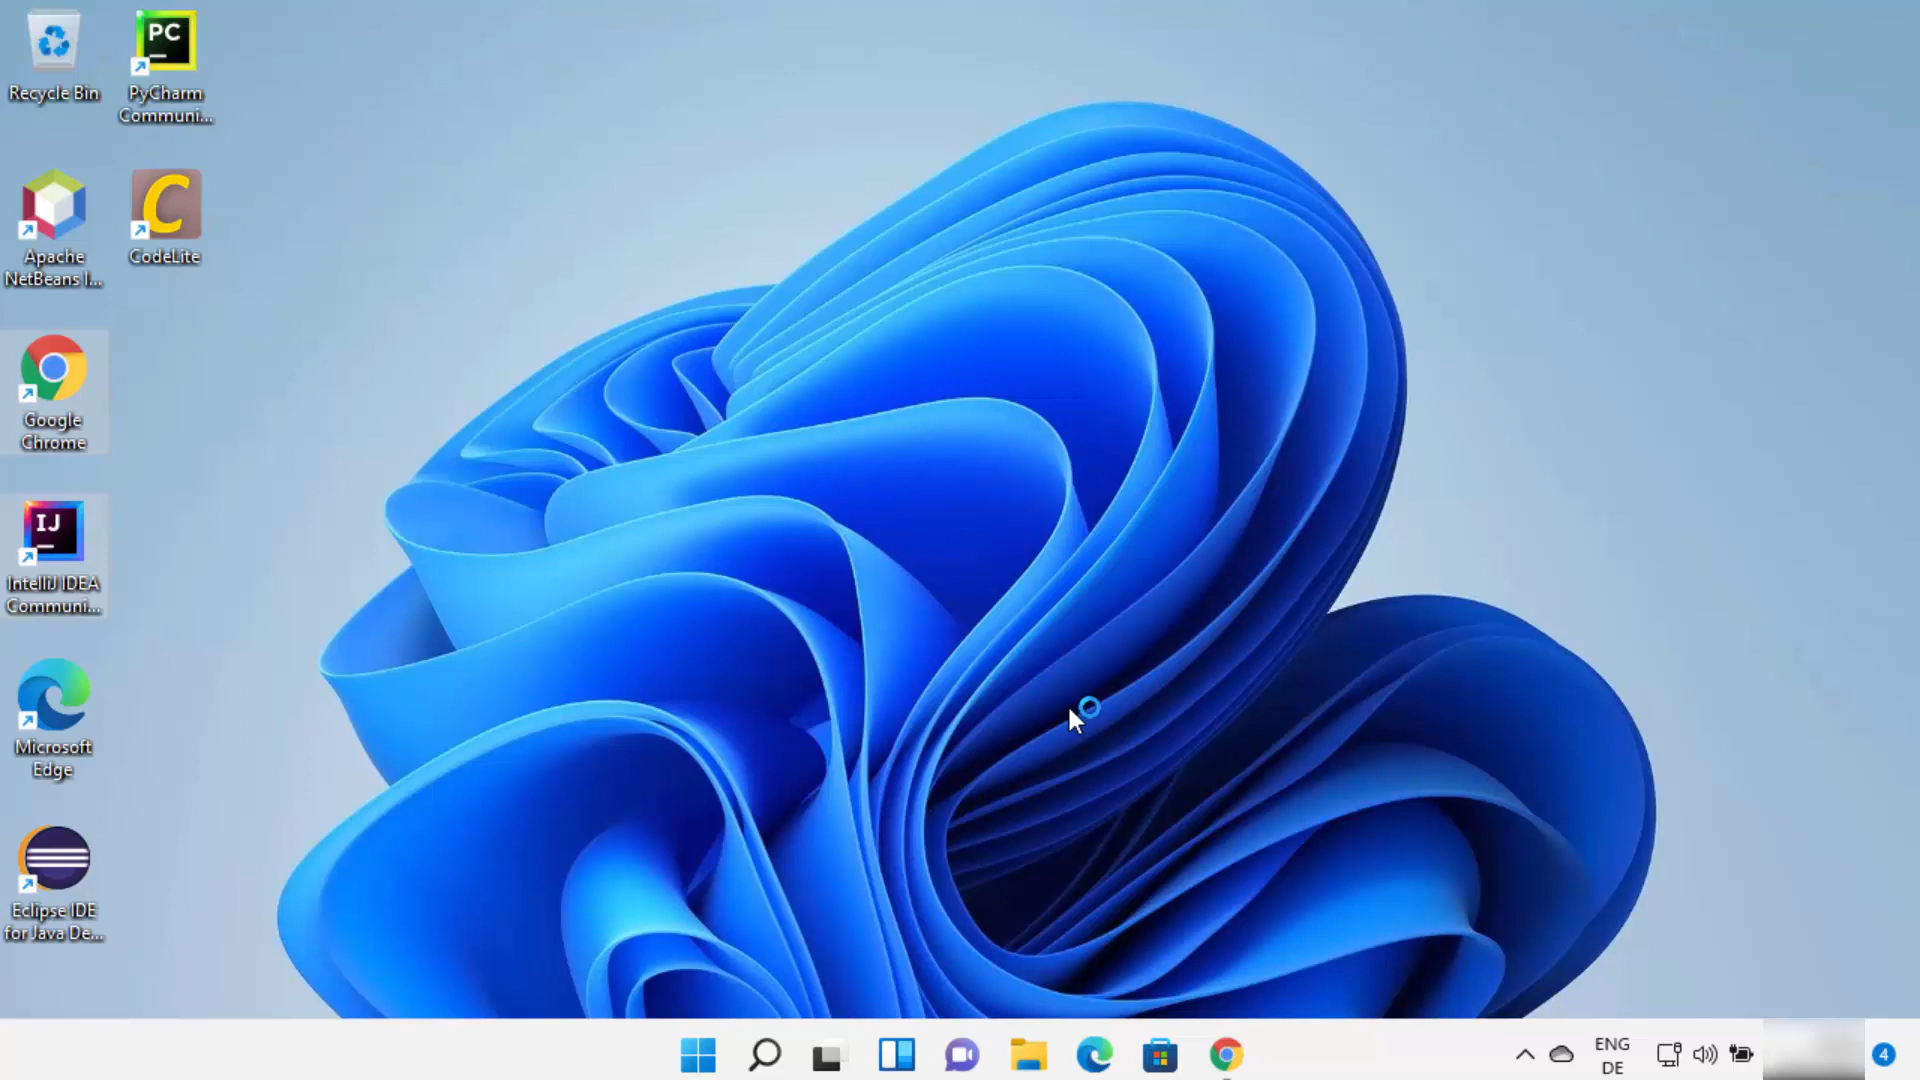 Recycle Bin
PC
PyCharm
Communi...
Apache
NetBeans I...
C
CodeLite
Google
Chrome
IJ
IntelliJ IDEA
Communi...
Microsoft
Edge
Eclipse IDE
for Java De...
ENG
DE
4